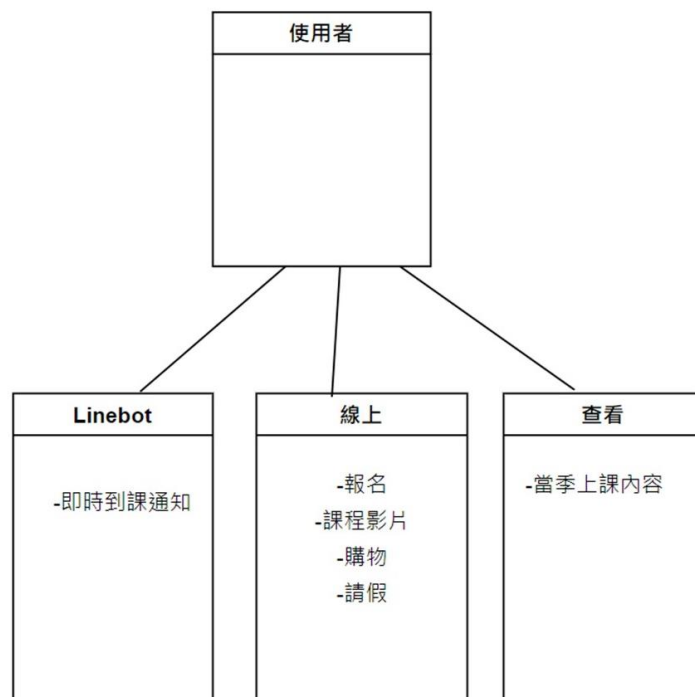 使用者
Linebot
-即時到課通知
線上
-報名
-課程影片
-購物
-請假
查看
-當季上課內容